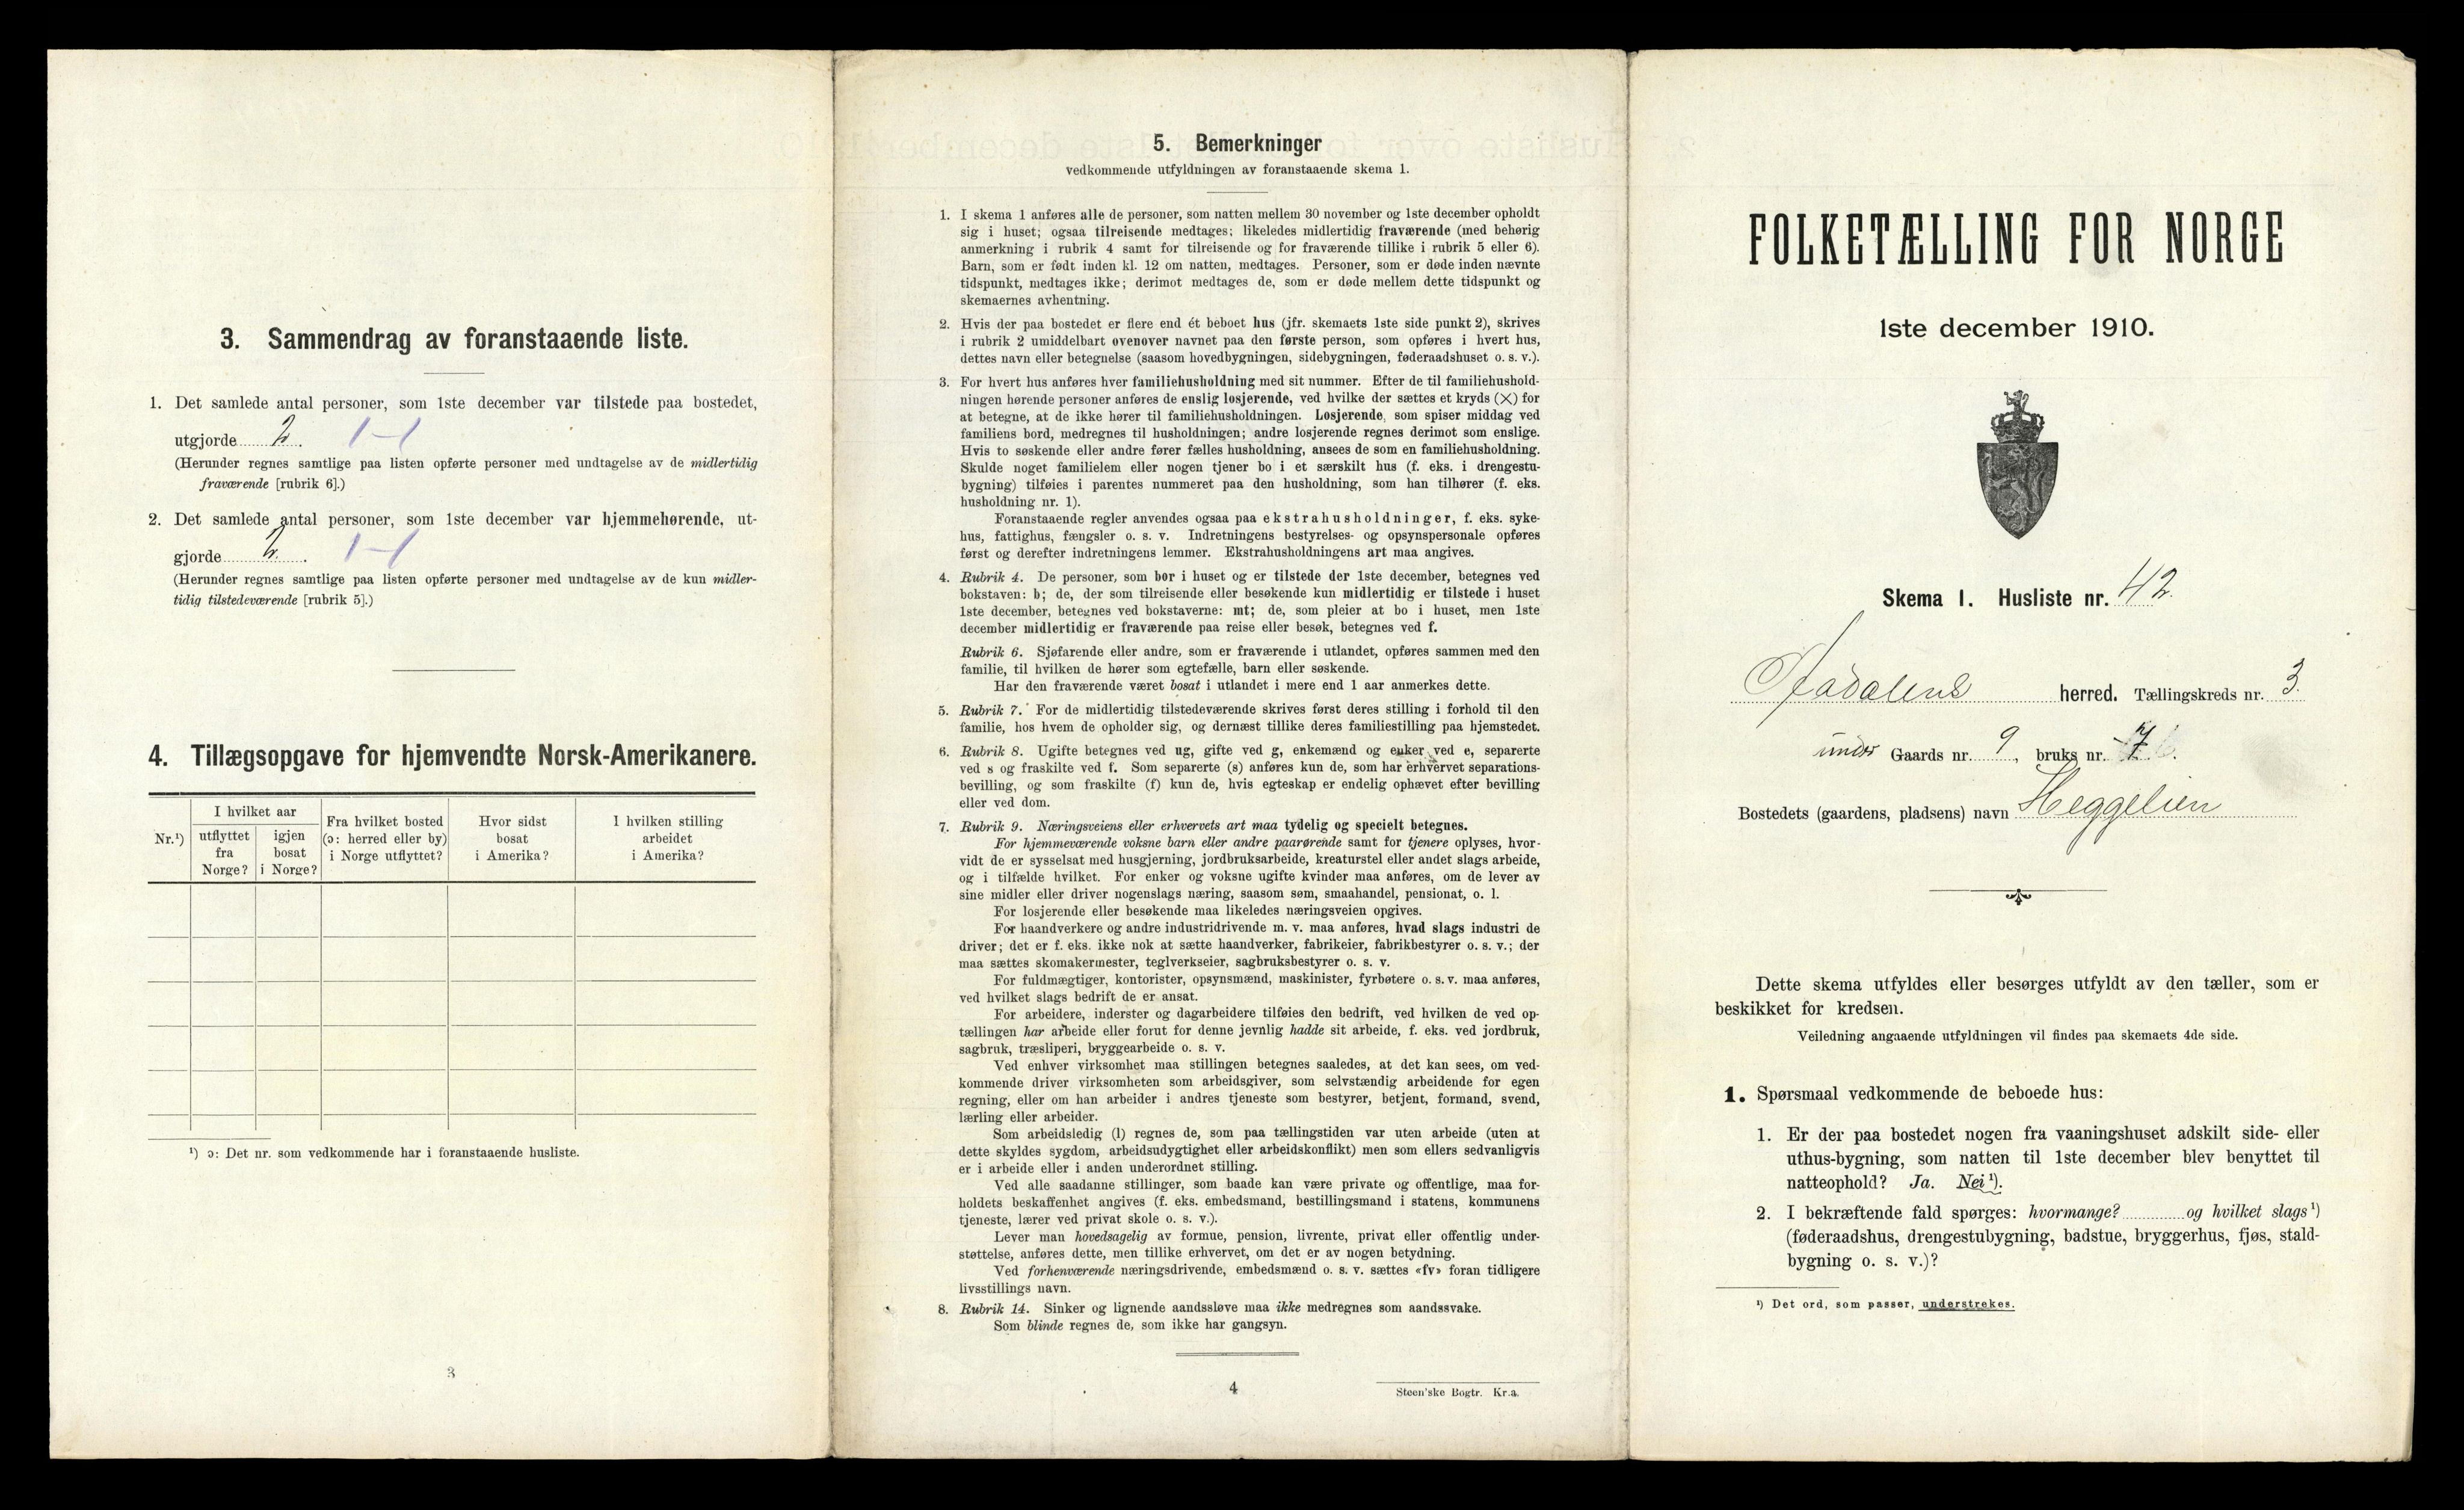 3. Sammendrag av foranstaaende liste.
1. Det samlede antal personer, som 1ste december var tilstede paa bostedet,
utgjorde 2. 1-1
(Herunder regnes samtlige paa listen opførte personer med undtagelse av de midlertidig
fraværende [rubrik 6].)
2. Det samlede antal personer, som 1ste december var hjemmehørende, ut-
gjorde 2. 1-1
(Herunder regnes samtlige paa listen opførte personer med undtagelse av de kun midler-
tidig tilstedeværende [rubrik 5].)
4. Tillægsopgave for hjemvendte Norsk-Amerikanere.
Nr.¹)
I hvilket aar
utflyttet
fra
Norge?
igjen
bosat
i Norge?
Fra hvilket bosted
(ɔ: herred eller by)
i Norge utflyttet?
Hvor sidst
bosat
i Amerika?
I hvilken stilling
arbeidet
i Amerika?
¹) ɔ: Det nr. som vedkommende har i foranstaaende husliste.
3
5. Bemerkninger
vedkommende utfyldningen av foranstaaende skema 1.
1. I skema 1 anføres alle de personer, som natten mellem 30 november og 1ste december opholdt
sig i huset; ogsaa tilreisende medtages; likeledes midlertidig fraværende (med behørig
anmerkning i rubrik 4 samt for tilreisende og for fraværende tillike i rubrik 5 eller 6).
Barn, som er født inden kl. 12 om natten, medtages. Personer, som er døde inden nævnte
tidspunkt, medtages ikke; derimot medtages de, som er døde mellem dette tidspunkt og
skemaernes avhentning.
2. Hvis der paa bostedet er flere end ét beboet hus (jfr. skemaets 1ste side punkt 2), skrives
i rubrik 2 umiddelbart ovenover navnet paa den første person, som opføres i hvert hus,
dettes navn eller betegnelse (saasom hovedbygningen, sidebygningen, føderaadshuset o. s. v.).
3. For hvert hus anføres hver familiehusholdning med sit nummer. Efter de til familiehushold-
ningen hørende personer anføres de enslig losjerende, ved hvilke der sættes et kryds (×) for
at betegne, at de ikke hører til familiehusholdningen. Losjerende, som spiser middag ved
familiens bord, medregnes til husholdningen; andre losjerende regnes derimot som enslige.
Hvis to søskende eller andre fører fælles husholdning, ansees de som en familiehusholdning.
Skulde noget familielem eller nogen tjener bo i et særskilt hus (f. eks. i drengestu-
bygning) tilføies i parentes nummeret paa den husholdning, som han tilhører (f. eks.
husholdning nr. 1).
Foranstaaende regler anvendes ogsaa paa ekstrahusholdninger, f. eks. syke-
hus, fattighus, fængsler o. s. v. Indretningens bestyrelses- og opsynspersonale opføres
først og derefter indretningens lemmer. Ekstrahusholdningens art maa angives.
4. Rubrik 4. De personer, som bor i huset og er tilstede der 1ste december, betegnes ved
bokstaven: b; de, der som tilreisende eller besøkende kun midlertidig er tilstede i huset
1ste december, betegnes ved bokstaverne: mt; de, som pleier at bo i huset, men 1ste
december midlertidig er fraværende paa reise eller besøk, betegnes ved f.
Rubrik 6. Sjøfarende eller andre, som er fraværende i utlandet, opføres sammen med den
familie, til hvilken de hører som egtefælle, barn eller søskende.
Har den fraværende været bosat i utlandet i mere end 1 aar anmerkes dette.
5. Rubrik 7. For de midlertidig tilstedeværende skrives først deres stilling i forhold til den
familie, hos hvem de opholder sig, og dernæst tillike deres familiestilling paa hjemstedet.
6. Rubrik 8. Ugifte betegnes ved ug, gifte ved g, enkemænd og enker ved e, separerte
ved s og fraskilte ved f. Som separerte (s) anføres kun de, som har erhvervet separations-
bevilling, og som fraskilte (f) kun de, hvis egteskap er endelig ophævet efter bevilling
eller ved dom.
7. Rubrik 9. Næringsveiens eller erhvervets art maa tydelig og specielt betegnes.
For hjemmeværende voksne barn eller andre paarørende samt for tjenere oplyses, hvor-
vidt de er sysselsat med husgjerning, jordbruksarbeide, kreaturstel eller andet slags arbeide,
og i tilfælde hvilket. For enker og voksne ugifte kvinder maa anføres, om de lever av
sine midler eller driver nogenslags næring, saasom søm, smaahandel, pensionat, o. l.
For losjerende eller besøkende maa likeledes næringsveien opgives.
For haandverkere og andre industridrivende m. v. maa anføres, hvad slags industri de
driver; det er f. eks. ikke nok at sætte haandverker, fabrikeier, fabrikbestyrer o. s. v.; der
maa sættes skomakermester, teglverkseier, sagbruksbestyrer o. s. v.
For fuldmægtiger, kontorister, opsynsmænd, maskinister, fyrbøtere o. s. v. maa anføres,
ved hvilket slags bedrift de er ansat.
For arbeidere, inderster og dagarbeidere tilføies den bedrift, ved hvilken de ved op-
tællingen har arbeide eller forut for denne jevnlig hadde sit arbeide, f. eks. ved jordbruk,
sagbruk, træsliperi, bryggearbeide o. s. v.
Ved enhver virksomhet maa stillingen betegnes saaledes, at det kan sees, om ved-
kommende driver virksomheten som arbeidsgiver, som selvstændig arbeidende for egen
regning, eller om han arbeider i andres tjeneste som bestyrer, betjent, formand, svend,
lærling eller arbeider.
Som arbeidsledig (l) regnes de, som paa tællingstiden var uten arbeide (uten at
dette skyldes sygdom, arbeidsudygtighet eller arbeidskonflikt) men som ellers sedvanligvis
er i arbeide eller i anden underordnet stilling.
Ved alle saadanne stillinger, som baade kan være private og offentlige, maa for-
holdets beskaffenhet angives (f. eks. embedsmand, bestillingsmand i statens, kommunens
tjeneste, lærer ved privat skole o. s. v.).
Lever man hovedsagelig av formue, pension, livrente, privat eller offentlig under-
støttelse, anføres dette, men tillike erhvervet, om det er av nogen betydning.
Ved forhenværende næringsdrivende, embedsmænd o. s. v. sættes «fv» foran tidligere
livsstillings navn.
8. Rubrik 14. Sinker og lignende aandssløve maa ikke medregnes som aandssvake.
Som blinde regnes de, som ikke har gangsyn.
4
Steen'ske Bogtr. Kr.a.
FOLKETÆLLING FOR NORGE
1ste december 1910.
Skema 1. Husliste nr. 42.
Aadalens herred. Tællingskreds nr. 3.
under Gaards nr. 9, bruks nr. 7.
Bostedets (gaardens, pladsens) navn Heggelien
Dette skema utfyldes eller besørges utfyldt av den tæller, som er
beskikket for kredsen.
Veiledning angaaende utfyldningen vil findes paa skemaets 4de side.
1. Spørsmaal vedkommende de beboede hus:
1. Er der paa bostedet nogen fra vaaningshuset adskilt side- eller
uthus-bygning, som natten til 1ste december blev benyttet til
natteophold? Ja. Nei¹).
2. I bekræftende fald spørges: hvormange? og hvilket slags¹)
(føderaadshus, drengestubygning, badstue, bryggerhus, fjøs, stald-
bygning o. s. v.)?
¹) Det ord, som passer, understrekes.